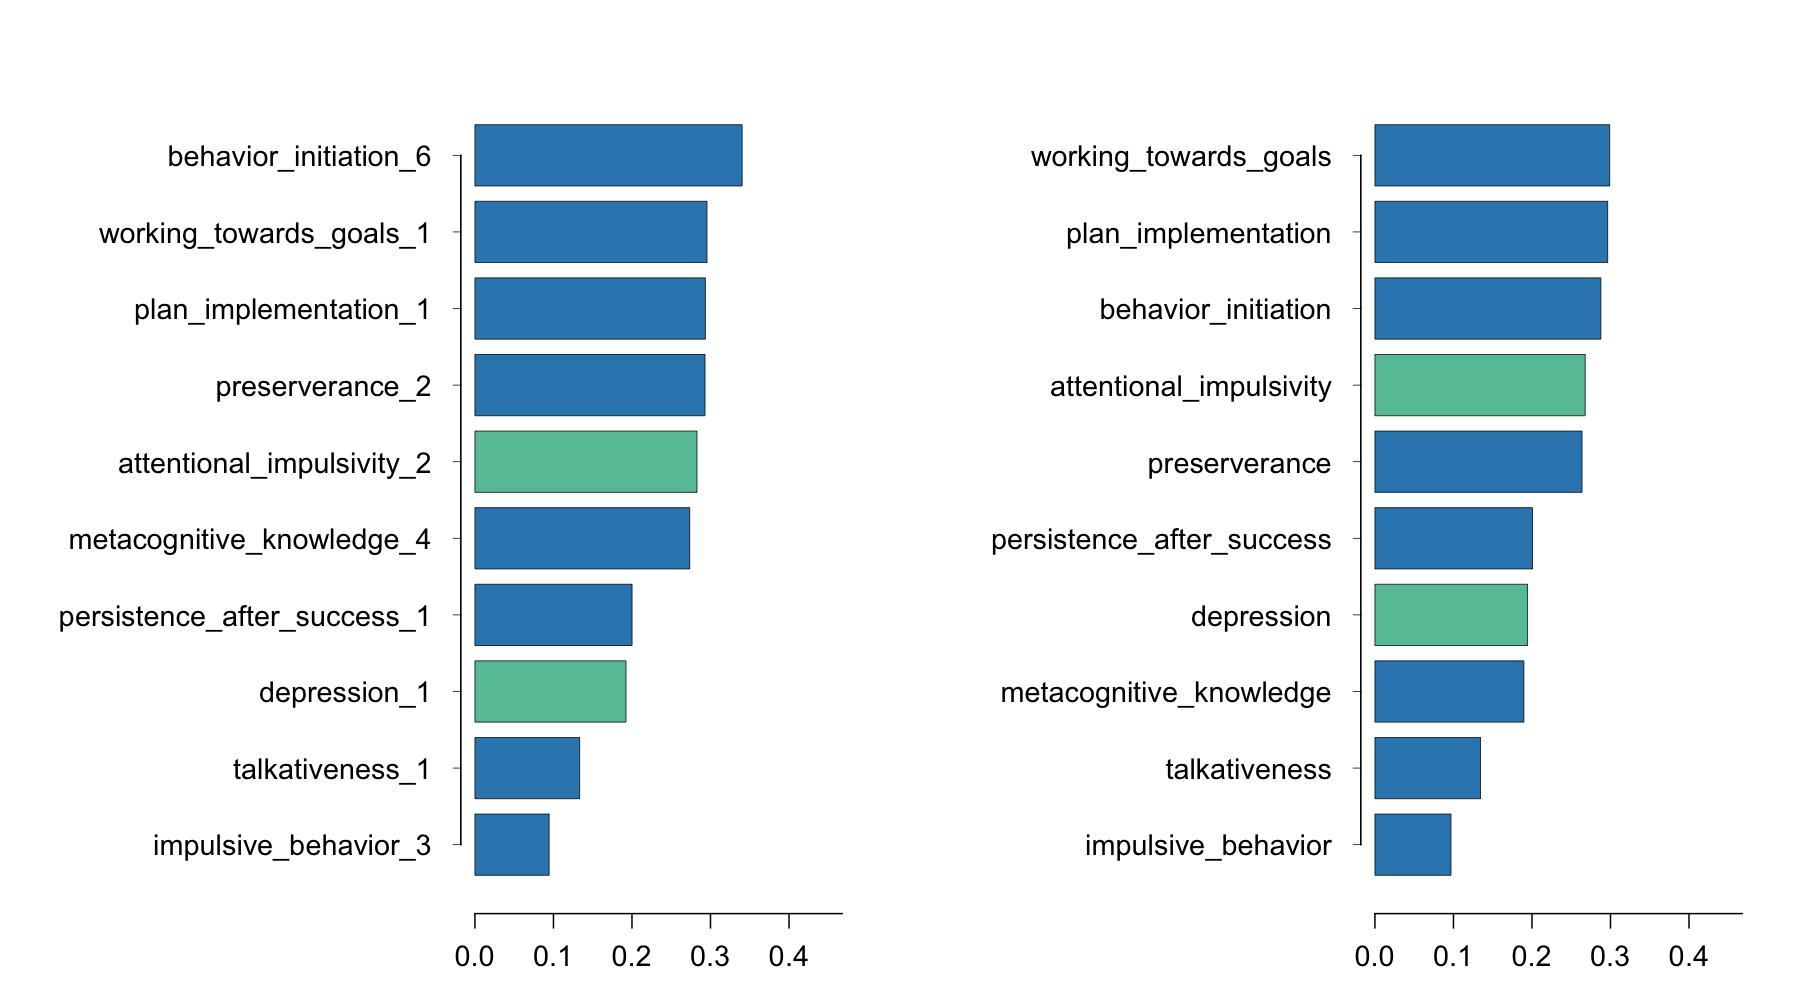 behavior_initiation_6
working_towards_goals_1
plan_implementation_1
preserverance_2
attentional_impulsivity_2
metacognitive_knowledge_4
persistence_after_success_1
depression_1
talkativeness_1
impulsive_behavior_3
0.0 0.1 0.2 0.3 0.4
working_towards_goals
plan_implementation
behavior_initiation
attentional_impulsivity
preserverance
persistence_after_success
depression
metacognitive_knowledge
talkativeness
impulsive_behavior
0.0 0.1 0.2 0.3 0.4